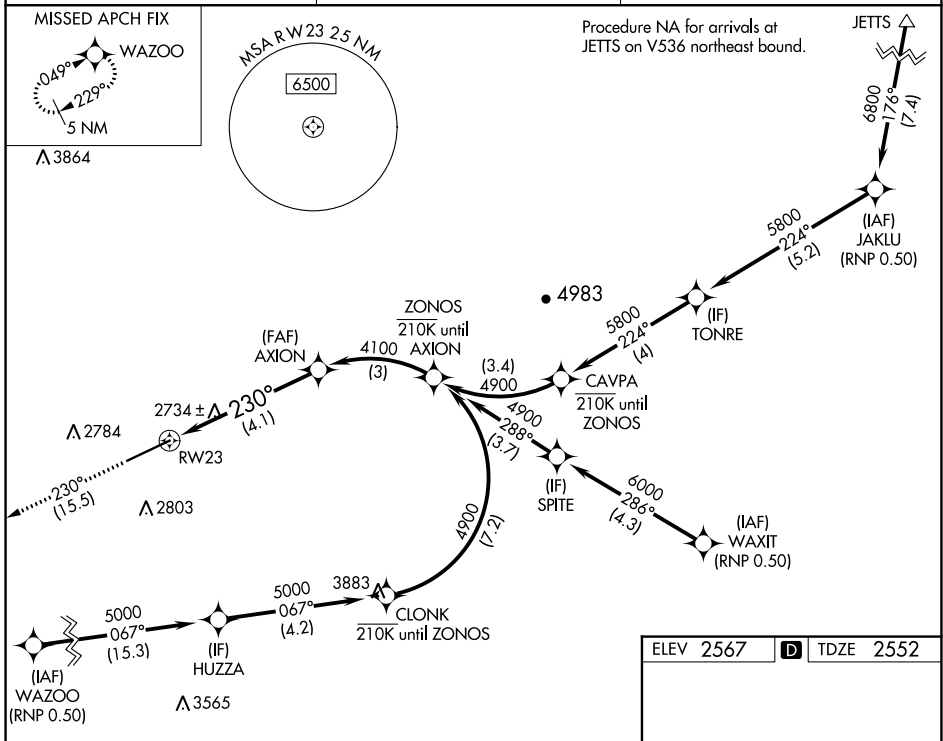 MISSED APCH FIX
WAZOO
049°
229°
5 NM
3864
MSA RW23 25 NM
6500
Procedure NA for arrivals at
JETTS on V536 northeast bound.
JETTS
6800
176°
(7.4)
(IAF)
JAKLU
(RNP 0.50)
5800
224°
(5.2)
(IF)
TONRE
4983
5800
224°
(4)
CAVPA
210K until
ZONOS
ZONOS
210K until
AXION
(3.4)
4900
(FAF)
AXION
4100
(3)
4900
288°
(3.7)
(IF)
SPITE
6000
286°
(4.3)
(IAF)
WAXIT
(RNP 0.50)
2734 ±
230°
(4.1)
2784
RW23
230°
(15.5)
2803
4900
(7.2)
3883
CLONK
210K until ZONOS
5000
067°
(4.2)
5000
067°
(15.3)
(IF)
HUZZA
(IAF)
WAZOO
(RNP 0.50)
3565
ELEV 2567 D TDZE 2552